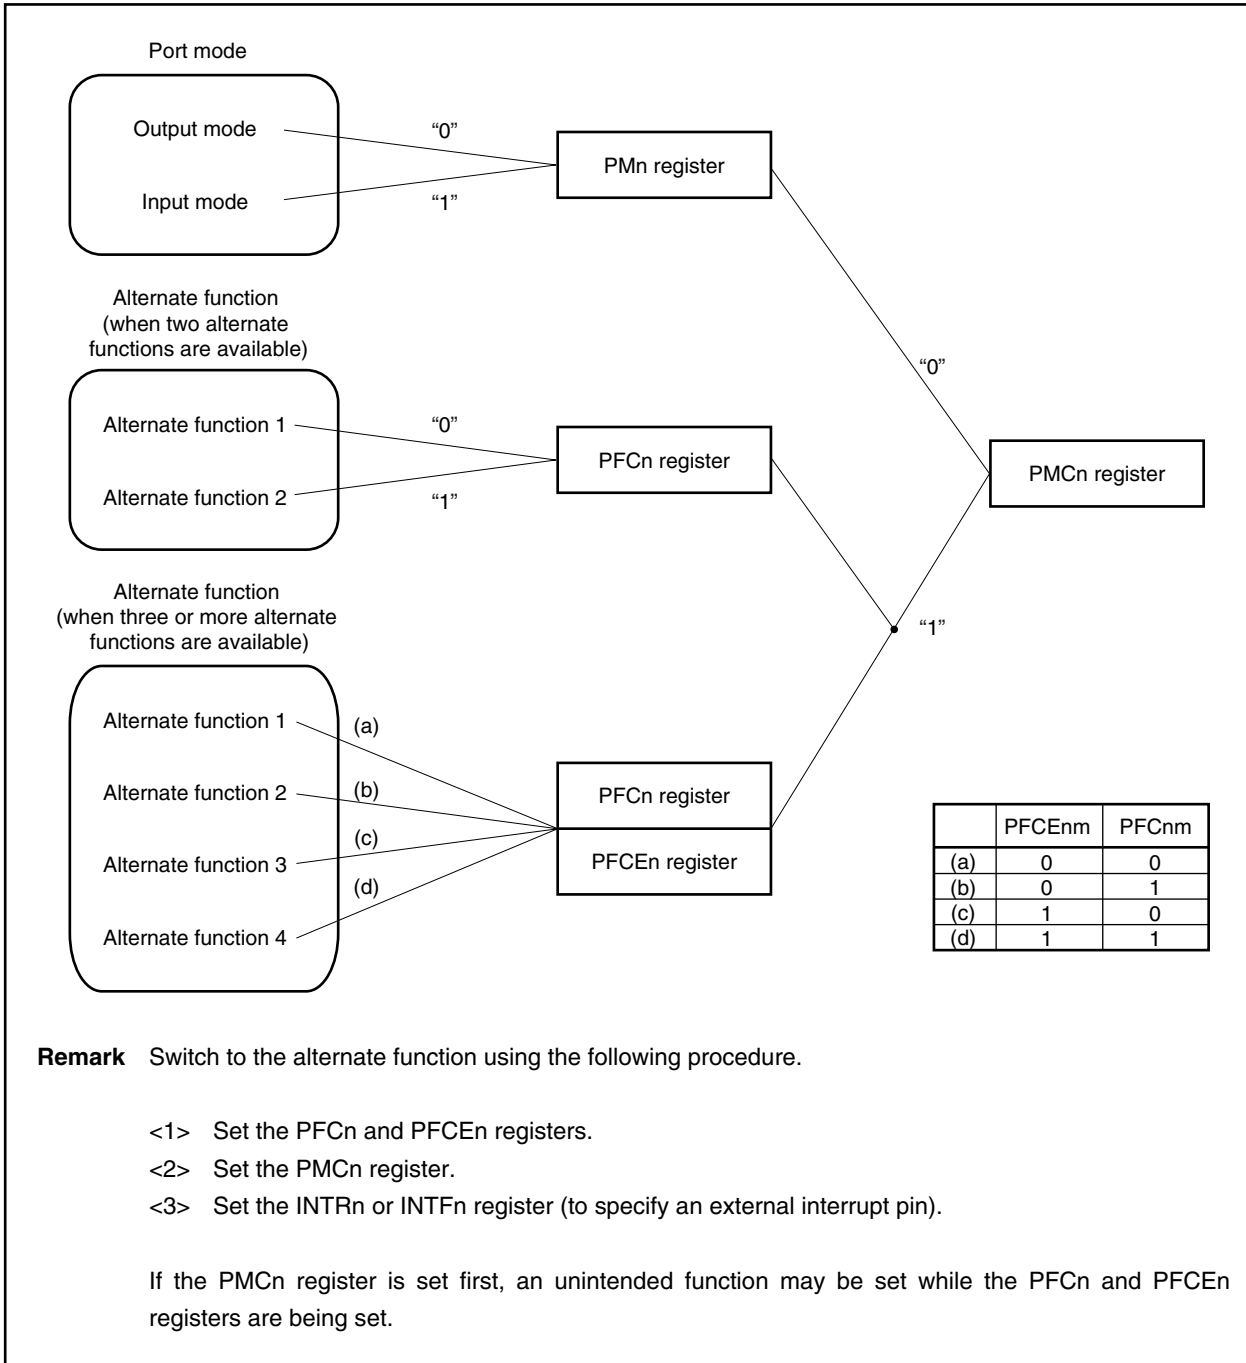 Port mode
Output mode
“0”
PMn register
Input mode
“1”
Alternate function
(when two alternate
functions are available)
“0”
Alternate function 1
“0”
PFCn register
PMCn register
Alternate function 2
“1”
Alternate function
(when three or more alternate
functions are available)
“1”
Alternate function 1
(a)
Alternate function 2
(b)
PFCn register
(c)
Alternate function 3
PFCEn register
(d)
Alternate function 4
PFCEnm PFCnm
(a) 0 0
(b) 0 1
(c) 1 0
(d) 1 1
Remark Switch to the alternate function using the following procedure.
<1> Set the PFCn and PFCEn registers.
<2> Set the PMCn register.
<3> Set the INTRn or INTFn register (to specify an external interrupt pin).
If the PMCn register is set first, an unintended function may be set while the PFCn and PFCEn
registers are being set.